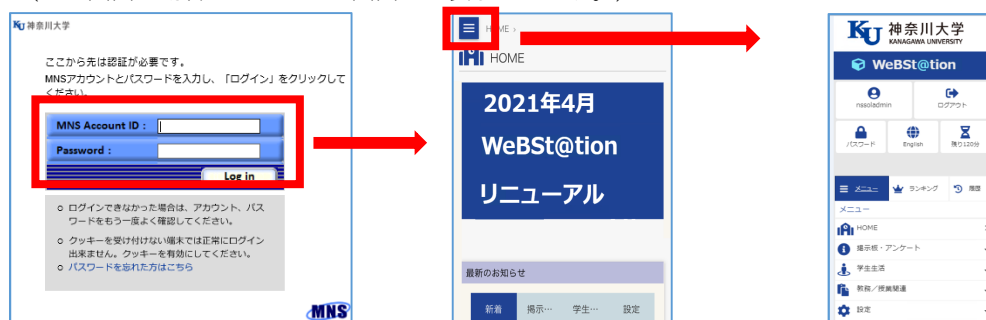 KU 神奈川大学
ここから先は認証が必要です。
MNSアカウントとパスワードを入力し、「ログイン」をクリックして
ください。
MNS Account ID :
Password :
Log in
ログインできなかった場合は、アカウント、パス
ワードをもう一度よく確認してください。
クッキーを受け付けない端末では正常にログイン
出来ません。クッキーを有効にしてください。
パスワードを忘れた方はこちら
MNS
HOME
2021年4月
WeBSt@tion
リニューアル
最新のお知らせ
新着 掲示… 学生… 設定
KU 神奈川大学
KANAGAWA UNIVERSITY
WeBSt@tion
nssoladmin ログアウト
パスワード English 残り120分
メニュー ランキング 履歴
メニュー
HOME
掲示板・アンケート
学生生活
教務/授業関連
設定